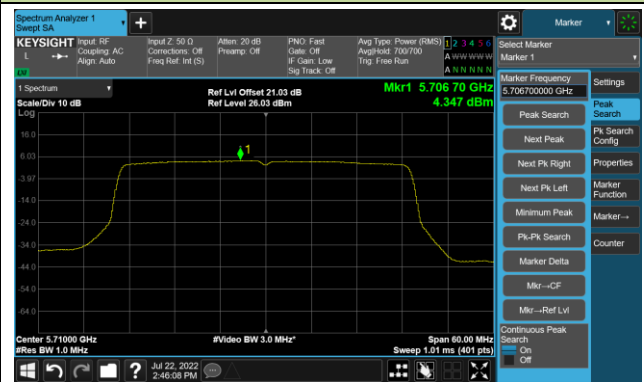 Spectrum Analyzer 1
Swept SA
+
Marker
KEYSIGHT
L
Input: RF
Coupling: AC
Align: Auto
Input Z: 50 Ω
Corrections: Off
Freq Ref: Int (S)
Atten: 20 dB
Preamp: Off
PNO: Fast
Gate: Off
IF Gain: Low
Sig Track: Off
Avg Type: Power (RMS)
Avg|Hold: 700/700
Trig: Free Run
1 2 3 4 5 6
A W W W W W
A N N N N N
Select Marker
Marker 1
Marker Frequency
5.706700000 GHz
Settings
Peak Search
Peak
Search
Next Peak
Pk Search
Config
Next Pk Right
Properties
Next Pk Left
Marker
Function
Minimum Peak
Marker→
Pk-Pk Search
Counter
Marker Delta
Mkr→CF
Mkr→Ref Lvl
Continuous Peak
Search
On
Off
1 Spectrum
Scale/Div 10 dB
Log
Ref Lvl Offset 21.03 dB
Ref Level 26.03 dBm
Mkr1 5.706 70 GHz
4.347 dBm
16.0
6.03
-3.97
-14.0
-24.0
-34.0
-44.0
-54.0
-64.0
1
Center 5.71000 GHz
#Res BW 1.0 MHz
#Video BW 3.0 MHz*
Span 60.00 MHz
Sweep 1.01 ms (401 pts)
?
Jul 22, 2022
2:46:08 PM